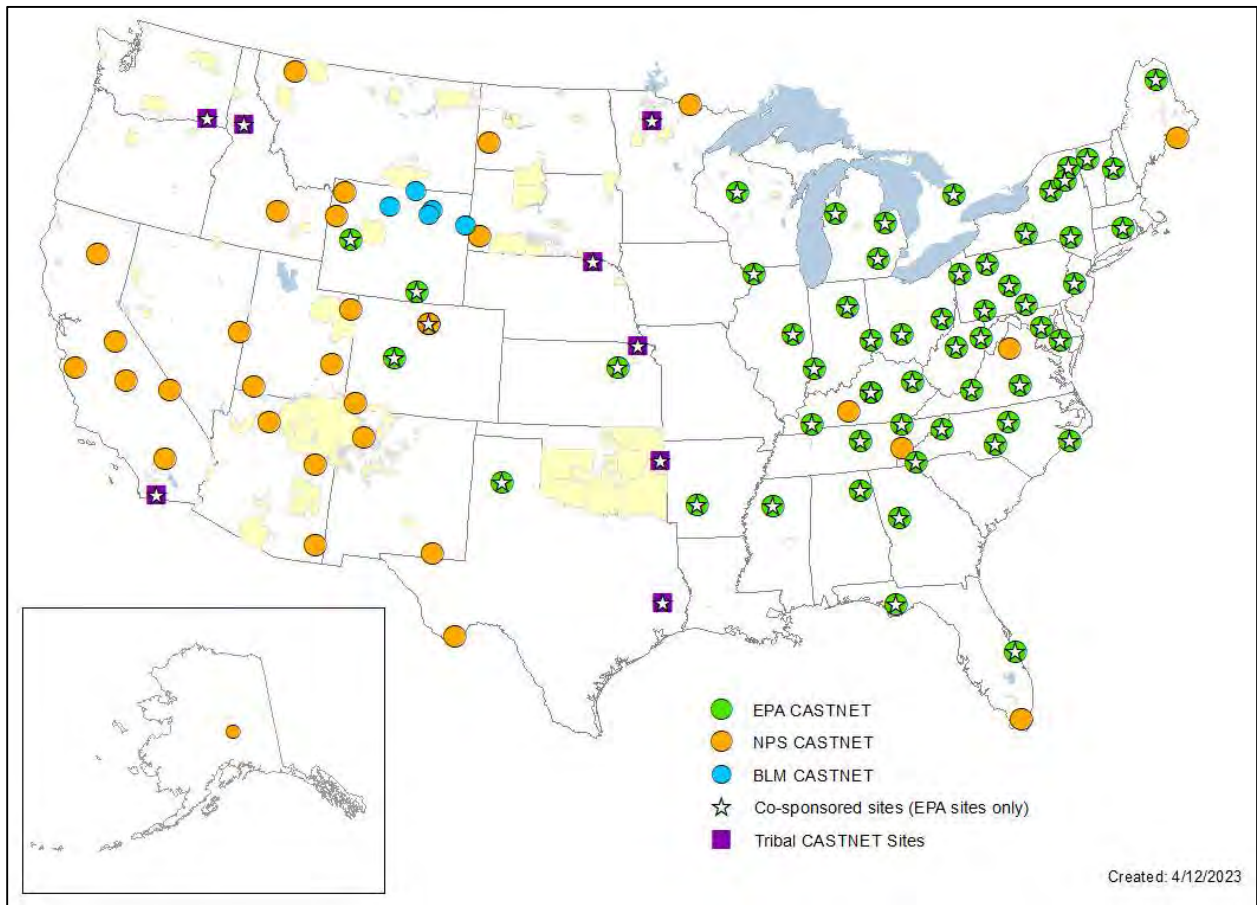 EPA CASTNET
NPS CASTNET
BLM CASTNET
Co-sponsored sites (EPA sites only)
Tribal CASTNET Sites
Created: 4/12/2023